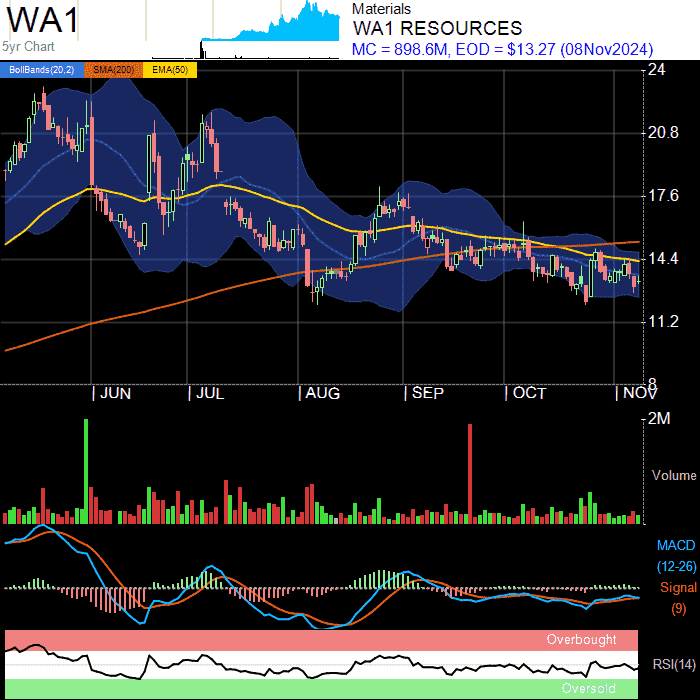 WA1
5yr Chart
Materials
WA1 RESOURCES
MC = 898.6M, EOD = $13.27 (08Nov2024)
BollBands(20,2) SMA(200) EMA(50)
24
20.8
17.6
14.4
11.2
8
JUN JUL AUG SEP OCT NOV
2M
Volume
MACD
(12-26)
Signal
(9)
Overbought
RSI(14)
Oversold